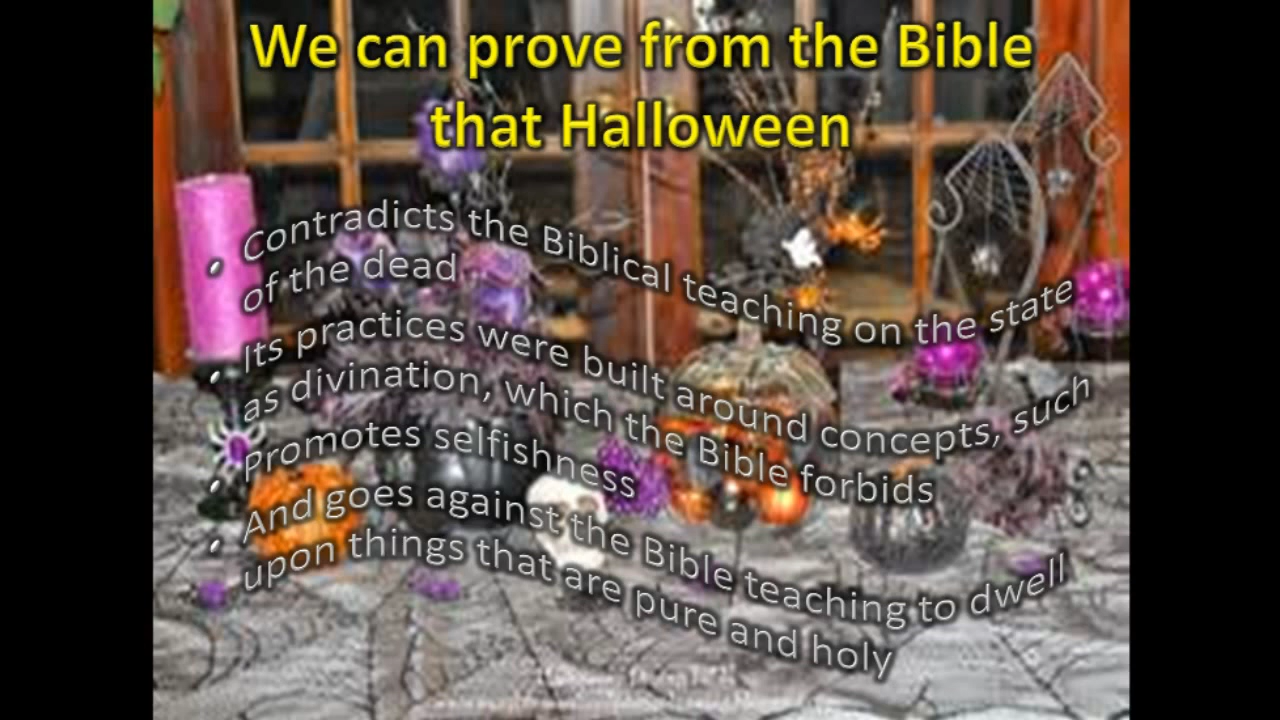 We can prove from the Bible
that Halloween
• Contradicts the Biblical teaching on the state
of the dead
• Its practices were built around concepts, such
as divination, which the Bible forbids
• Promotes selfishness
• And goes against the Bible teaching to dwell
upon things that are pure and holy